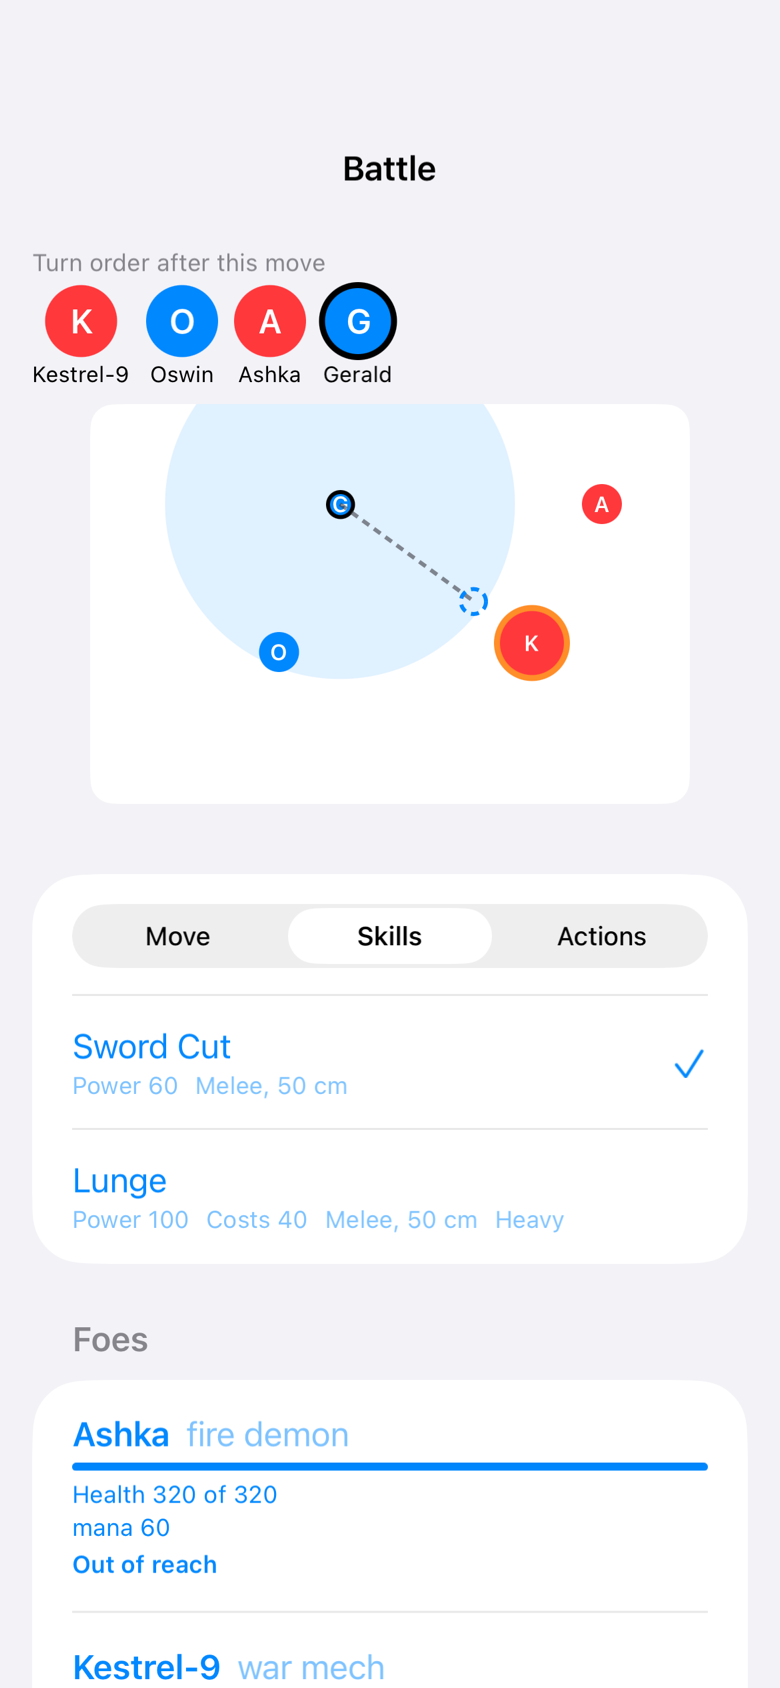 Battle
Turn order after this move
K O A G
Kestrel-9 Oswin Ashka Gerald
G
A
K
O
Move Skills Actions
Sword Cut
Power 60 Melee, 50 cm
Lunge
Power 100 Costs 40 Melee, 50 cm Heavy
Foes
Ashka fire demon
Health 320 of 320
mana 60
Out of reach
Kestrel-9 war mech